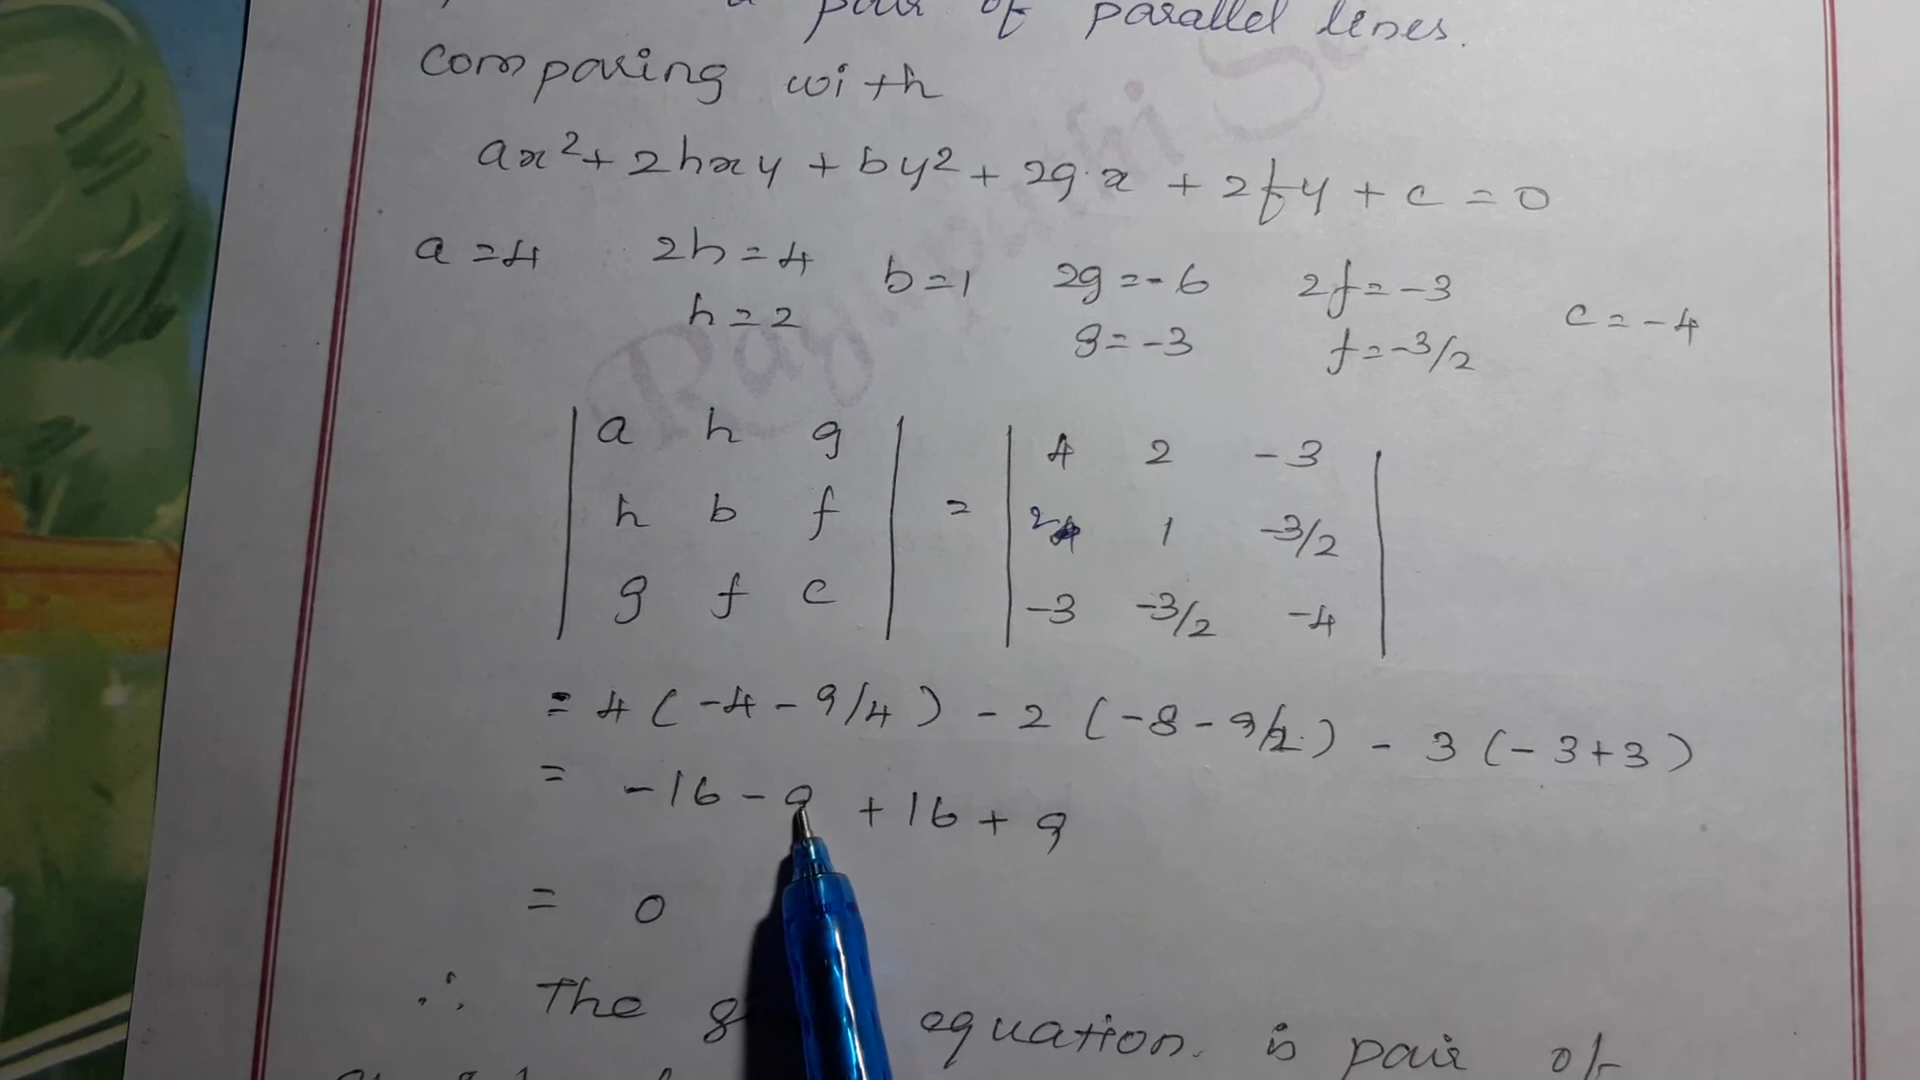 a pair of parallel lines.
comparing with
ax²+2hxy+by²+2g.x+2fy+c=0
a=4 2h=4 b=1 2g=-6 2f=-3 c=-4
h=2 g=-3 f=-3/2
| a h g | = | 4 2 -3 |
| h b f | | 2 1 -3/2 |
| g f c | | -3 -3/2 -4 |
= 4(-4-9/4)-2(-8-9/2)-3(-3+3)
= -16-9+16+9
= 0
∴ The equation. is pair of